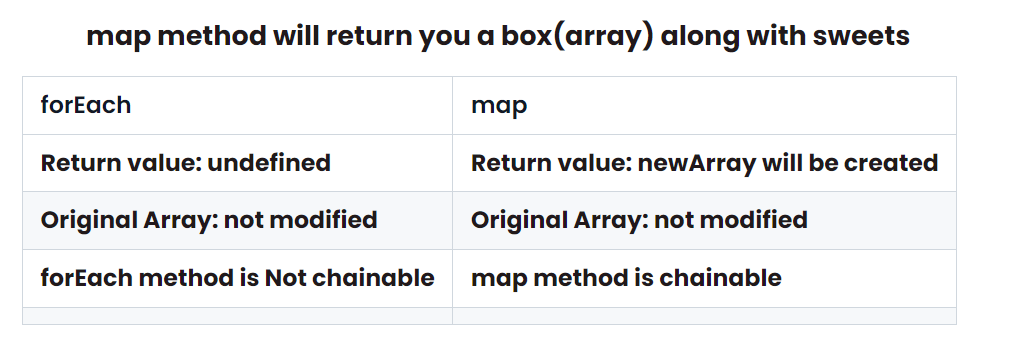 map method will return you a box(array) along with sweets
forEach
map
Return value: undefined
Return value: newArray will be created
Original Array: not modified
Original Array: not modified
forEach method is Not chainable
map method is chainable